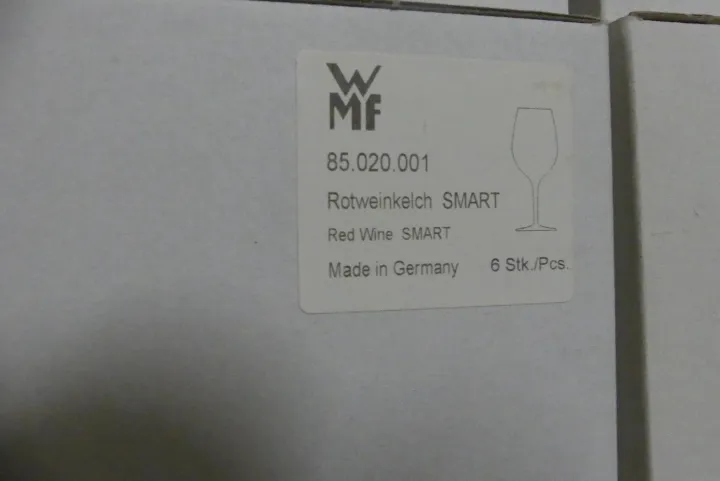 WMF
85.020.001
Rotweinkelch SMART
Red Wine SMART
Made in Germany 6 Stk./Pcs.